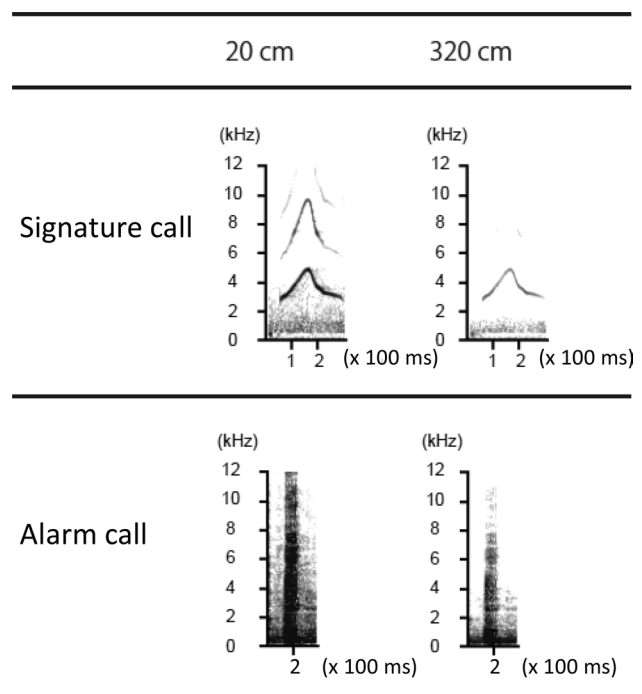 20 cm 320 cm
(kHz) (kHz)
12 12
10 10
8 8
Signature call
6 6
4 4
2 2
0 0
1 2 (x 100 ms) 1 2 (x 100 ms)
(kHz) (kHz)
12 12
10 10
8 8
Alarm call
6 6
4 4
2 2
0 0
2 (x 100 ms) 2 (x 100 ms)